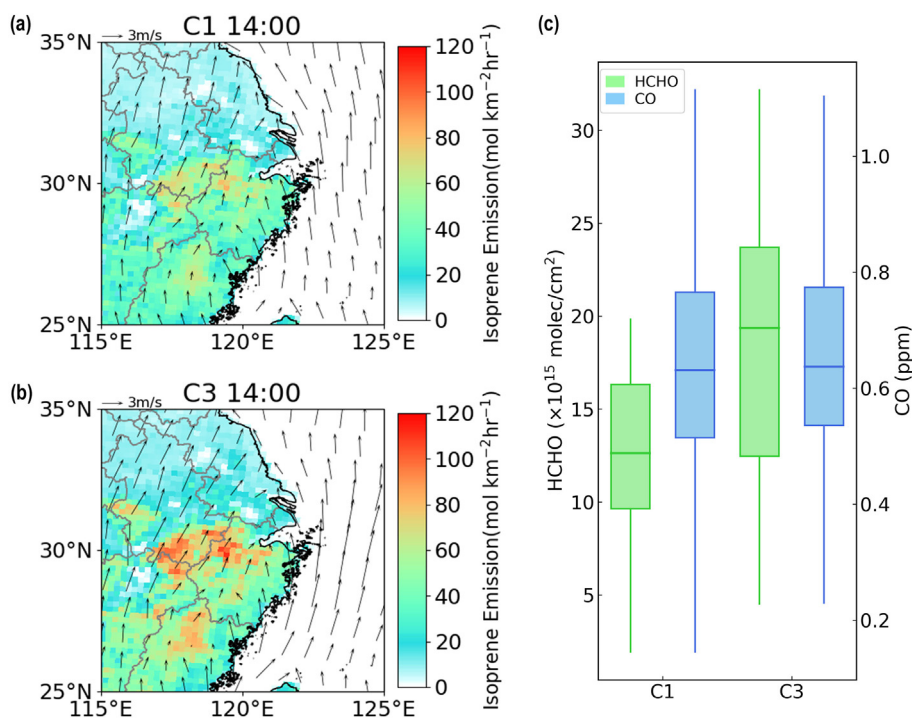 (a)
C1 14:00
3m/s
35°N
30°N
25°N
115°E
120°E
125°E
120
100
80
60
40
20
0
Isoprene Emission(mol km⁻²hr⁻¹)
(b)
C3 14:00
3m/s
35°N
30°N
25°N
115°E
120°E
125°E
120
100
80
60
40
20
0
Isoprene Emission(mol km⁻²hr⁻¹)
(c)
HCHO
CO
30
25
20
15
10
5
HCHO (×10¹⁵ molec/cm²)
1.0
0.8
0.6
0.4
0.2
CO (ppm)
C1
C3